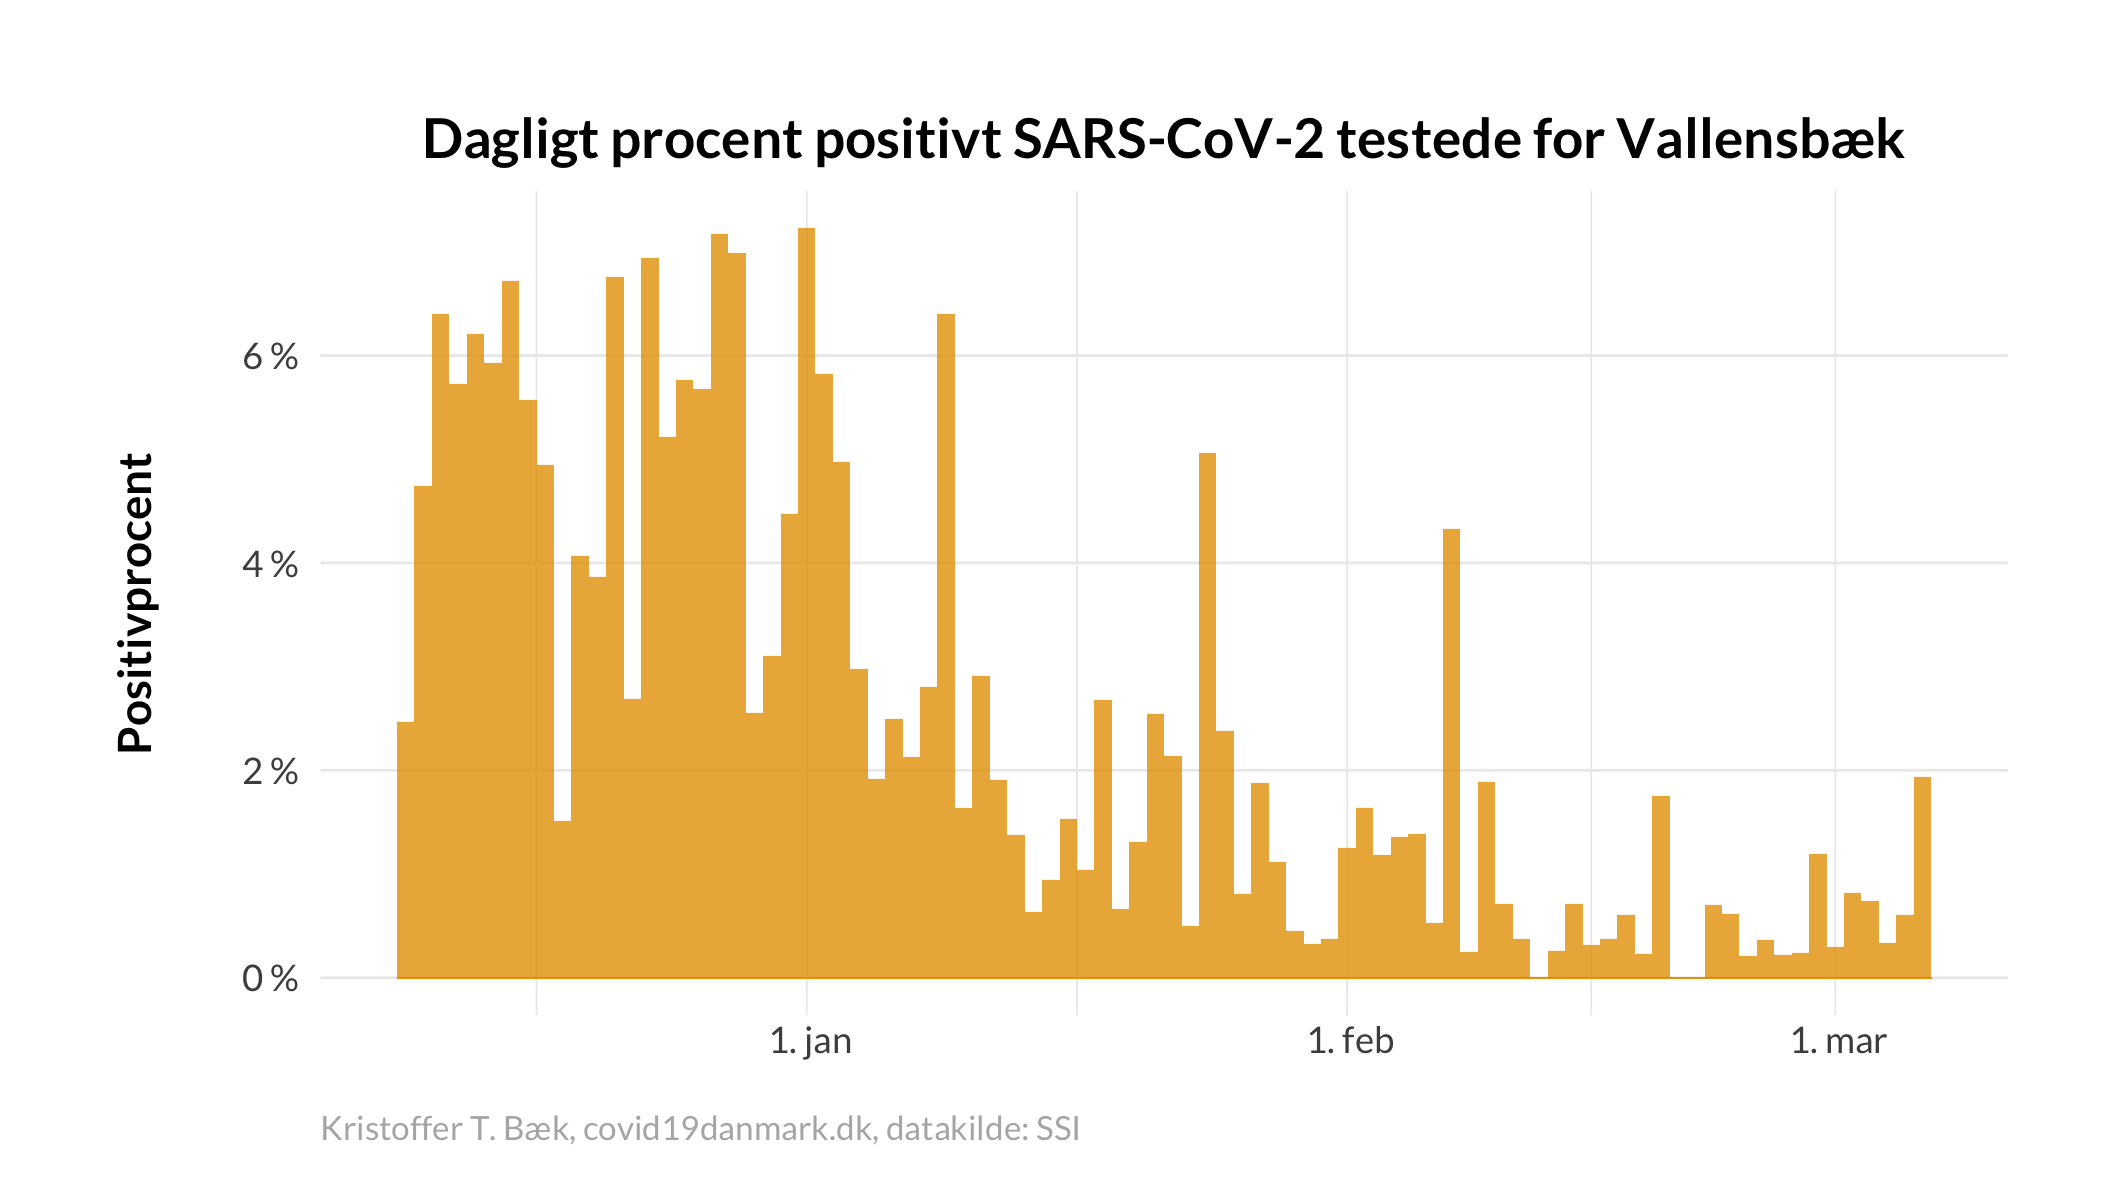 Dagligt procent positivt SARS-CoV-2 testede for Vallensbæk
Positivprocent
6 %
4 %
2 %
0 %
1. jan
1. feb
1. mar
Kristoffer T. Bæk, covid19danmark.dk, datakilde: SSI